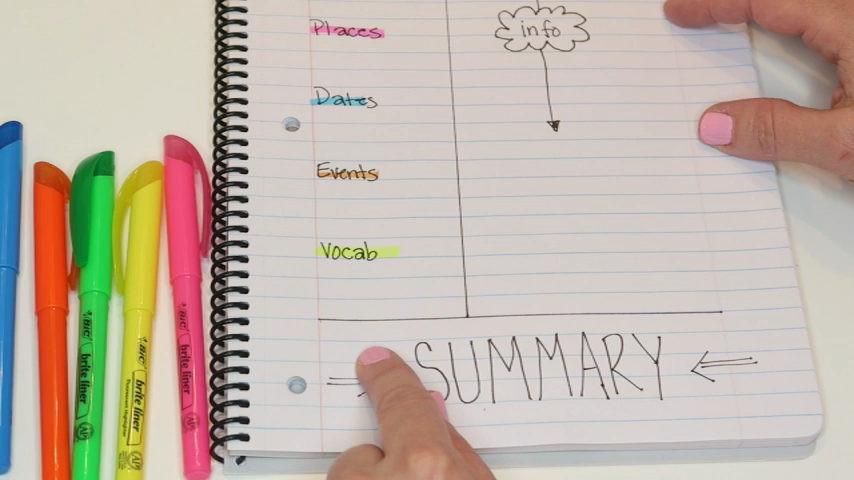 Places
info
Dates
Events
Vocab
SUMMARY
BIC brite liner
BIC brite liner
BIC brite liner